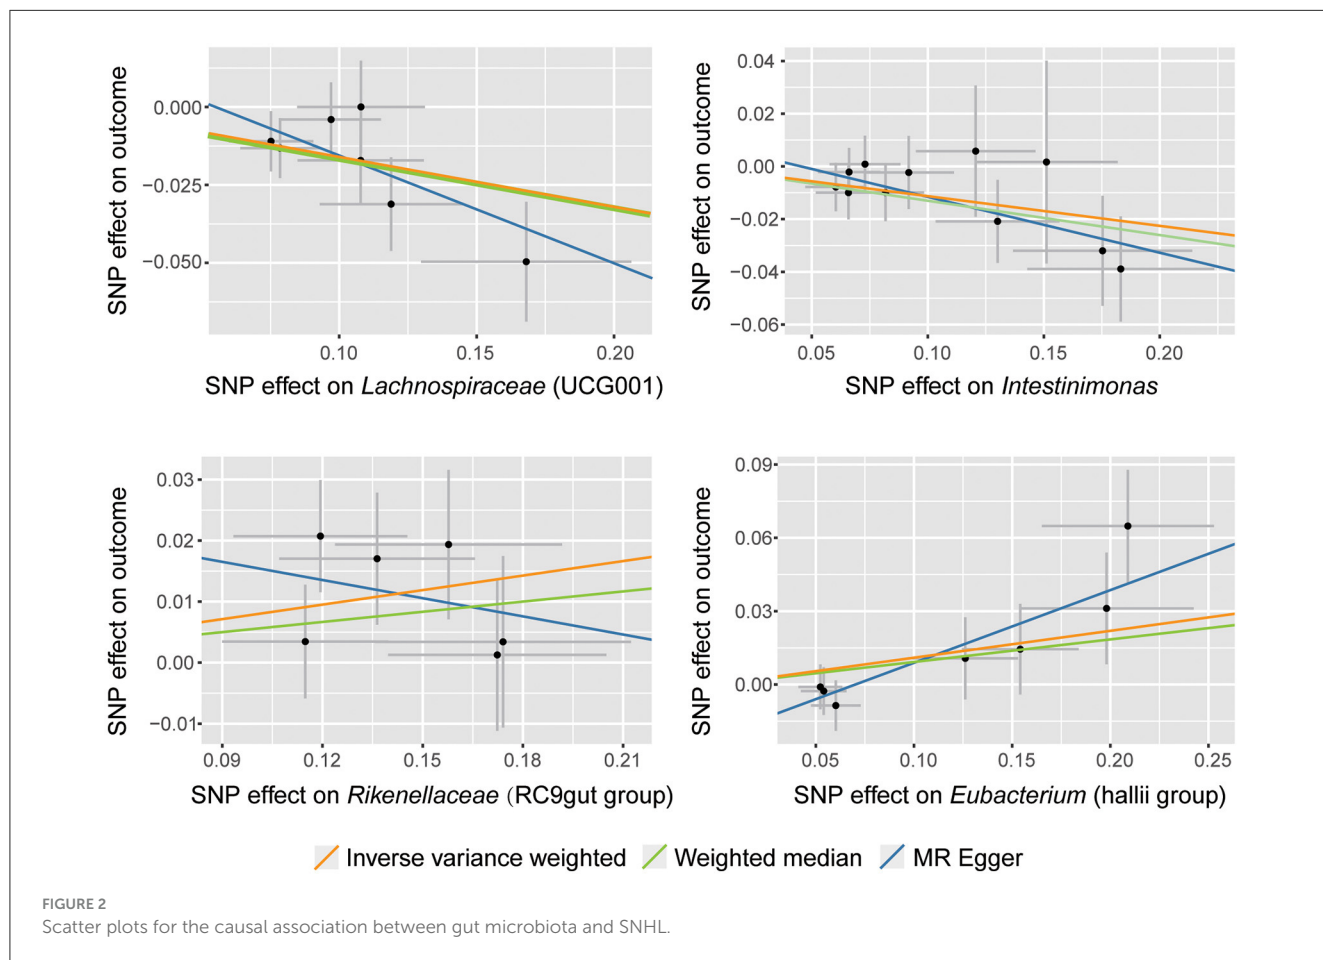 SNP effect on outcome
0.000
−0.025
−0.050
0.10
0.15
0.20
SNP effect on Lachnospiraceae (UCG001)
SNP effect on outcome
0.04
0.02
0.00
−0.02
−0.04
−0.06
0.05
0.10
0.15
0.20
SNP effect on Intestinimonas
SNP effect on outcome
0.03
0.02
0.01
0.00
−0.01
0.09
0.12
0.15
0.18
0.21
SNP effect on Rikenellaceae (RC9gut group)
SNP effect on outcome
0.09
0.06
0.03
0.00
0.05
0.10
0.15
0.20
0.25
SNP effect on Eubacterium (hallii group)
Inverse variance weighted
Weighted median
MR Egger
FIGURE 2
Scatter plots for the causal association between gut microbiota and SNHL.